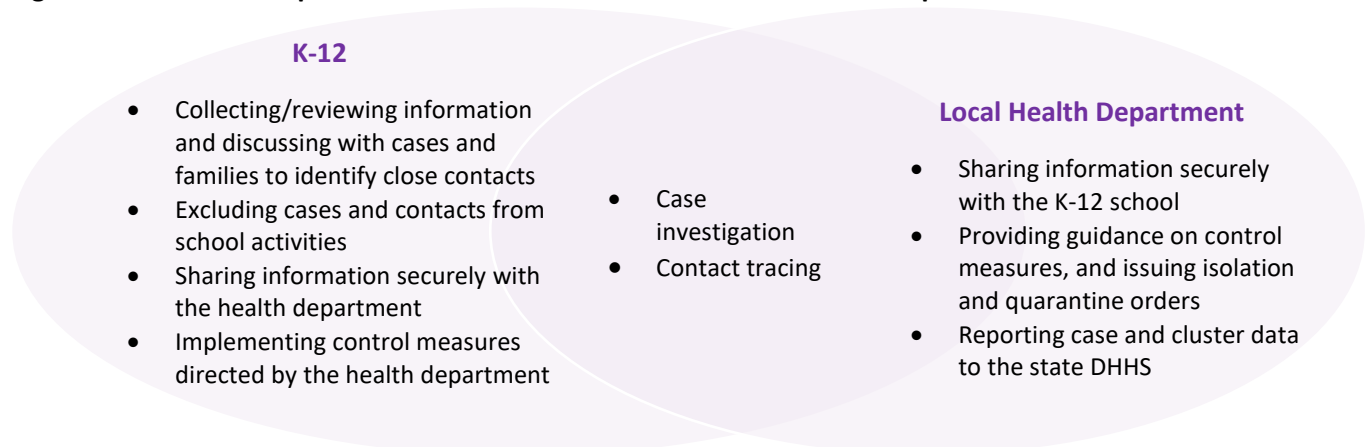 K-12
• Collecting/reviewing information
and discussing with cases and
families to identify close contacts
• Excluding cases and contacts from
school activities
• Sharing information securely with
the health department
• Implementing control measures
directed by the health department
• Case
investigation
• Contact tracing
Local Health Department
• Sharing information securely
with the K-12 school
• Providing guidance on control
measures, and issuing isolation
and quarantine orders
• Reporting case and cluster data
to the state DHHS